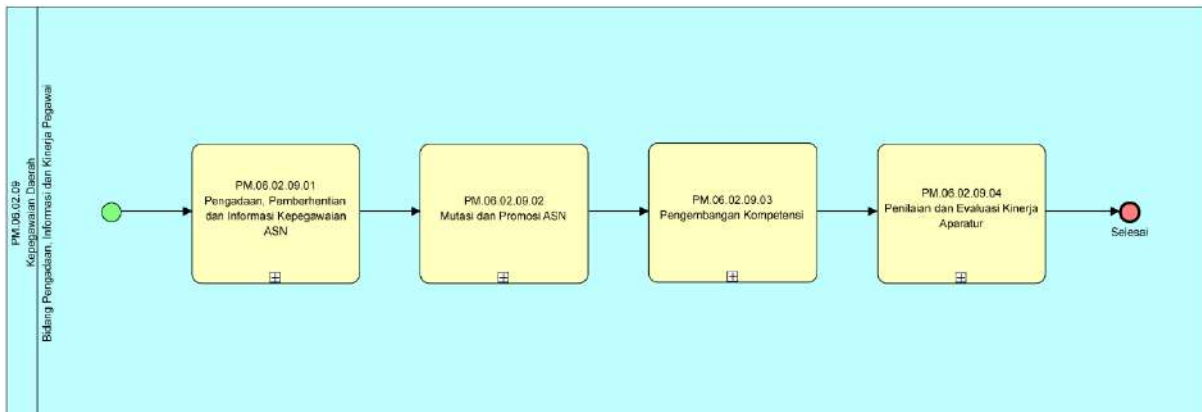 PM.06.02.09
Kepegawaian Daerah
Bidang Pengadaan, Informasi dan Kinerja Pegawai
PM.06.02.09.01
Pengadaan, Pemberhentian
dan Informasi Kepegawaian
ASN
PM.06.02.09.02
Mutasi dan Promosi ASN
PM.06.02.09.03
Pengembangan Kompetensi
PM.06.02.09.04
Penilaian dan Evaluasi Kinerja
Aparatur
Selesai